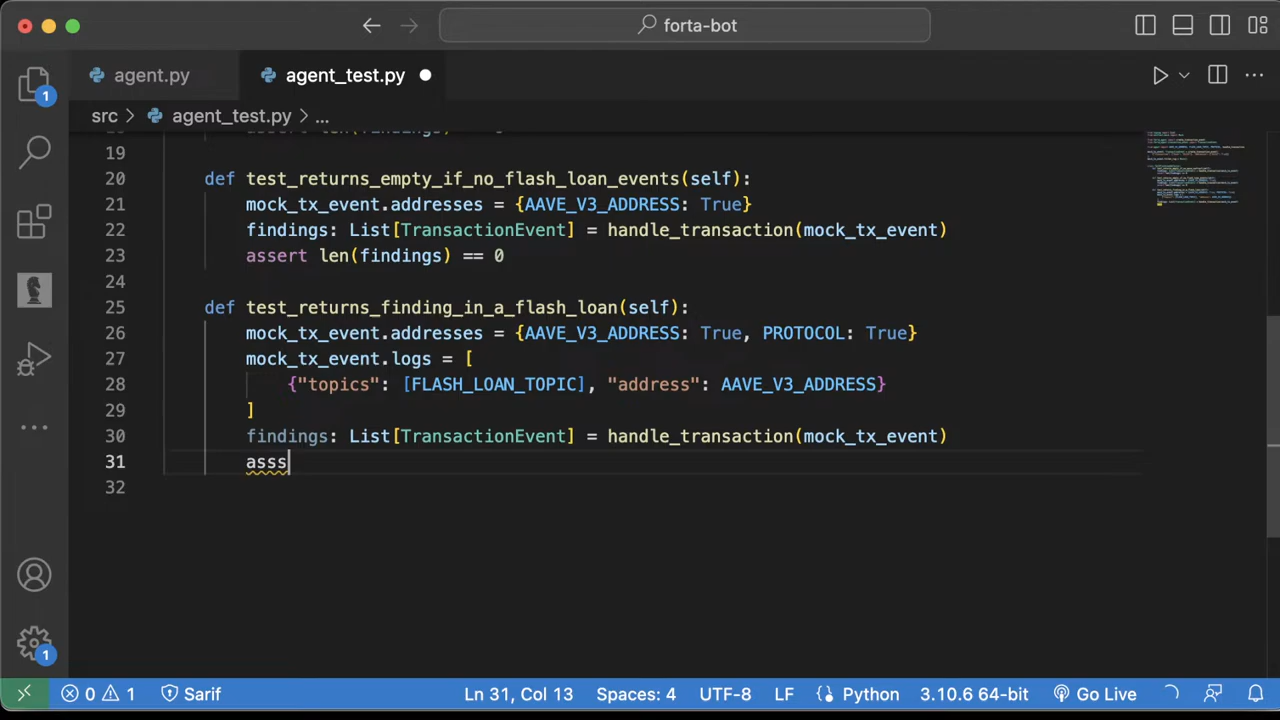 forta-bot
agent.py
agent_test.py
src > agent_test.py > ...
19
20 def test_returns_empty_if_no_flash_loan_events(self):
21 mock_tx_event.addresses = {AAVE_V3_ADDRESS: True}
22 findings: List[TransactionEvent] = handle_transaction(mock_tx_event)
23 assert len(findings) == 0
24
25 def test_returns_finding_in_a_flash_loan(self):
26 mock_tx_event.addresses = {AAVE_V3_ADDRESS: True, PROTOCOL: True}
27 mock_tx_event.logs = [
28 {"topics": [FLASH_LOAN_TOPIC], "address": AAVE_V3_ADDRESS}
29 ]
30 findings: List[TransactionEvent] = handle_transaction(mock_tx_event)
31 asss
32
1
1
0 1 Sarif Ln 31, Col 13 Spaces: 4 UTF-8 LF Python 3.10.6 64-bit Go Live